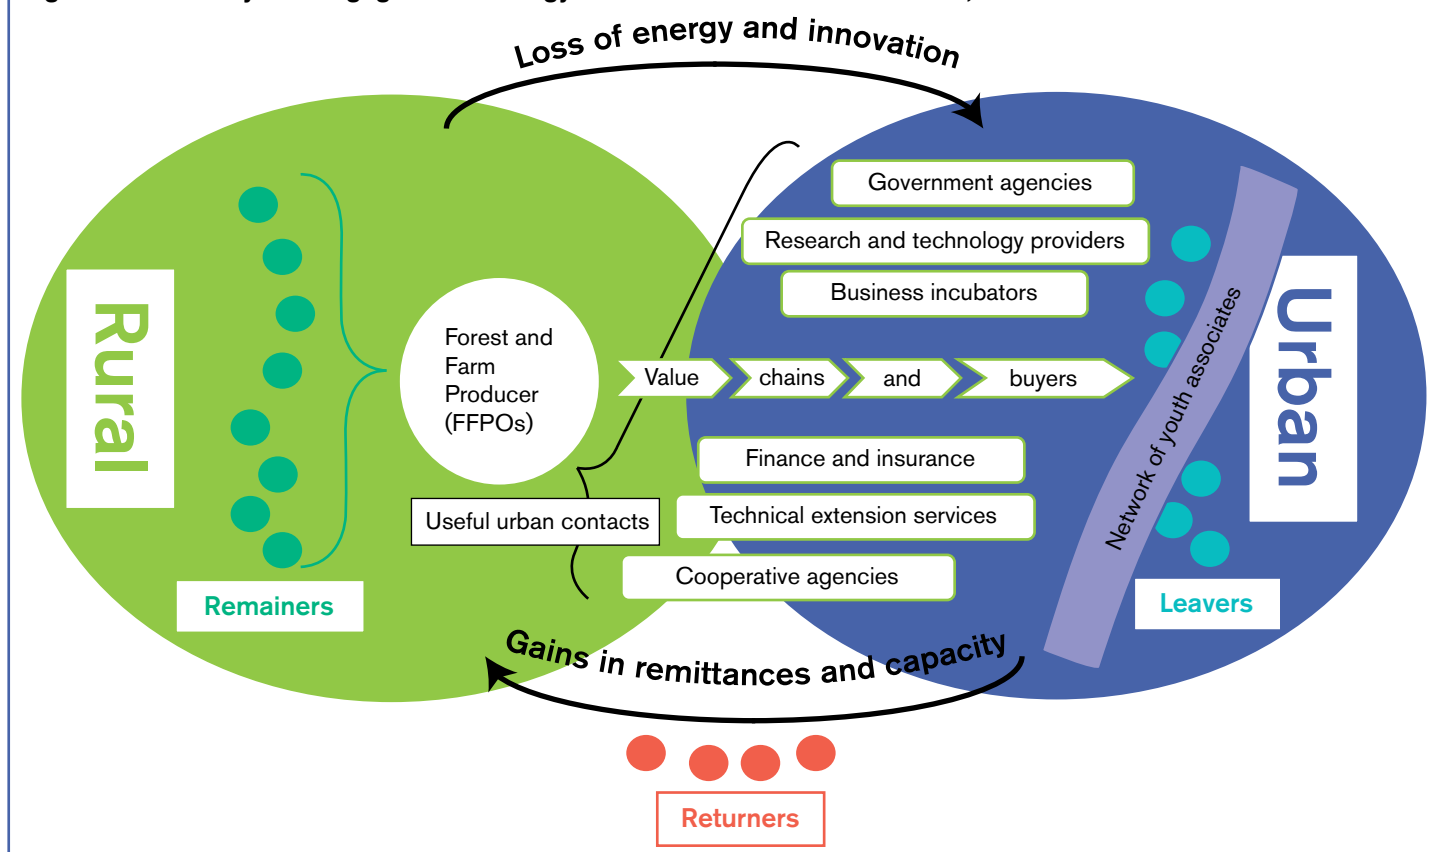 Loss of energy and innovation
Government agencies
Research and technology providers
Business incubators
Rural
Forest and
Farm
Producer
(FFPOs)
Value chains and buyers
Network of youth associates
Urban
Finance and insurance
Useful urban contacts
Technical extension services
Cooperative agencies
Remainers
Leavers
Gains in remittances and capacity
Returners